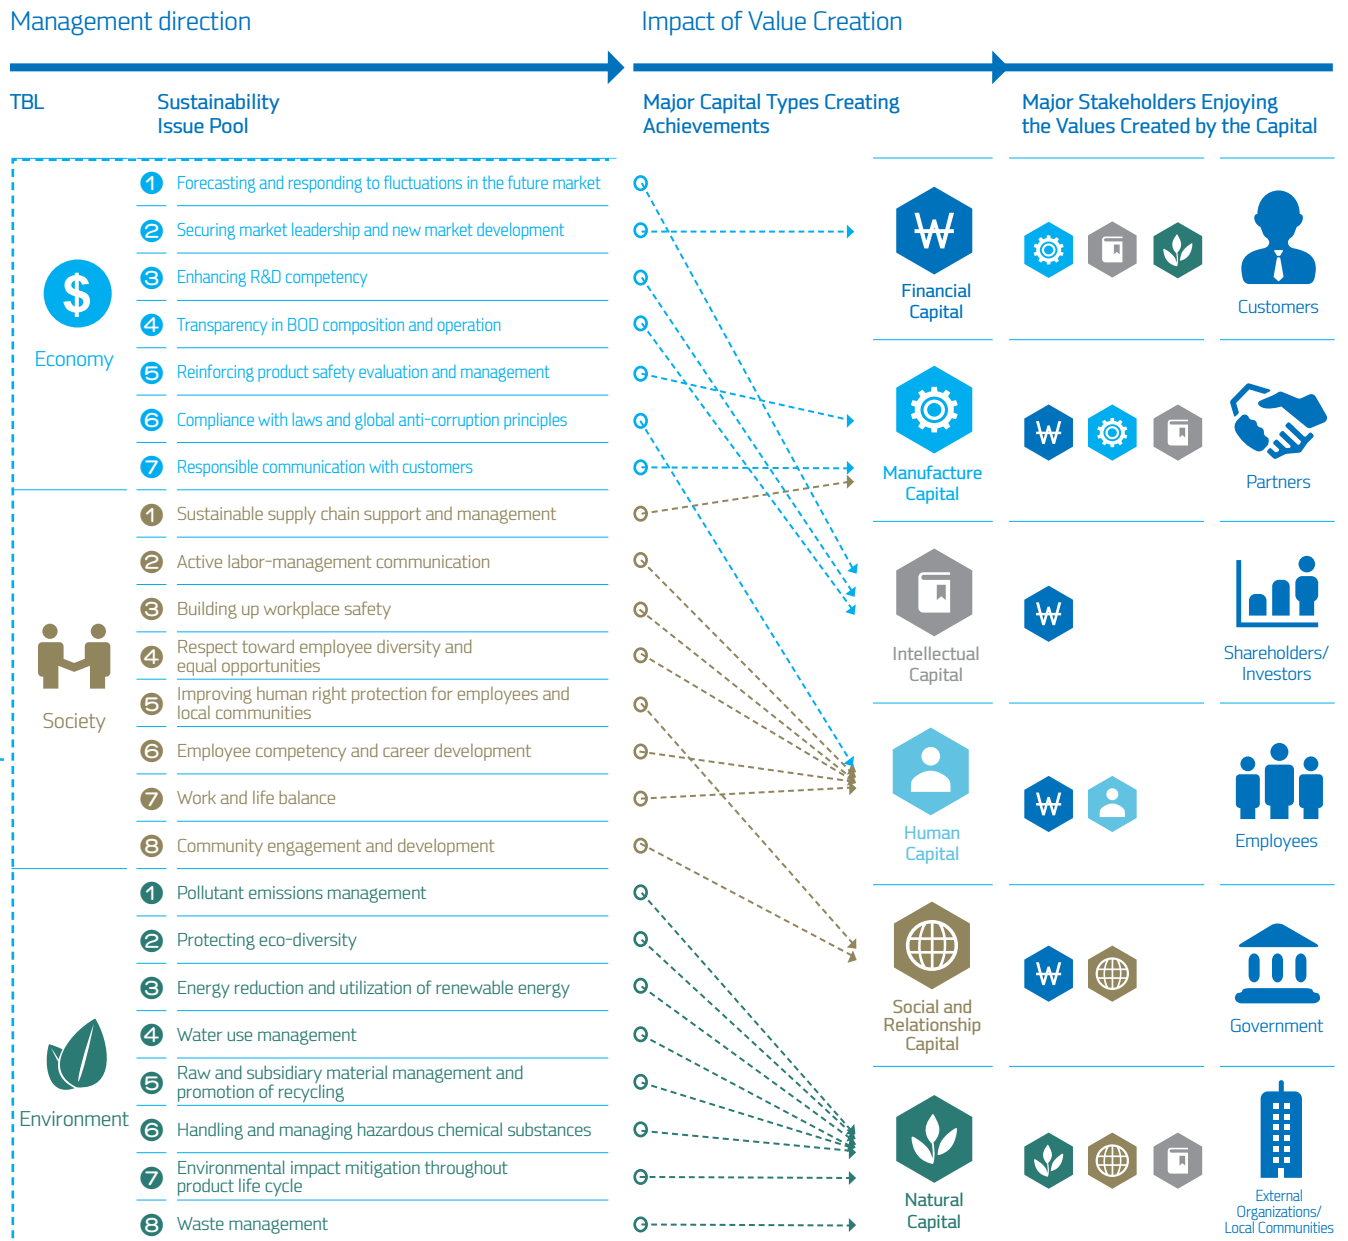 Management direction
Impact of Value Creation
TBL
Sustainability
Issue Pool
Major Capital Types Creating
Achievements
Major Stakeholders Enjoying
the Values Created by the Capital
$
Economy
1 Forecasting and responding to fluctuations in the future market
2 Securing market leadership and new market development
3 Enhancing R&D competency
4 Transparency in BOD composition and operation
5 Reinforcing product safety evaluation and management
6 Compliance with laws and global anti-corruption principles
7 Responsible communication with customers
Society
1 Sustainable supply chain support and management
2 Active labor-management communication
3 Building up workplace safety
4 Respect toward employee diversity and
equal opportunities
5 Improving human right protection for employees and
local communities
6 Employee competency and career development
7 Work and life balance
8 Community engagement and development
Environment
1 Pollutant emissions management
2 Protecting eco-diversity
3 Energy reduction and utilization of renewable energy
4 Water use management
5 Raw and subsidiary material management and
promotion of recycling
6 Handling and managing hazardous chemical substances
7 Environmental impact mitigation throughout
product life cycle
8 Waste management
₩
Financial
Capital
Manufacture
Capital
Intellectual
Capital
Human
Capital
Social and
Relationship
Capital
Natural
Capital
Customers
₩
Partners
₩
Shareholders/
Investors
₩
Employees
₩
Government
External
Organizations/
Local Communities